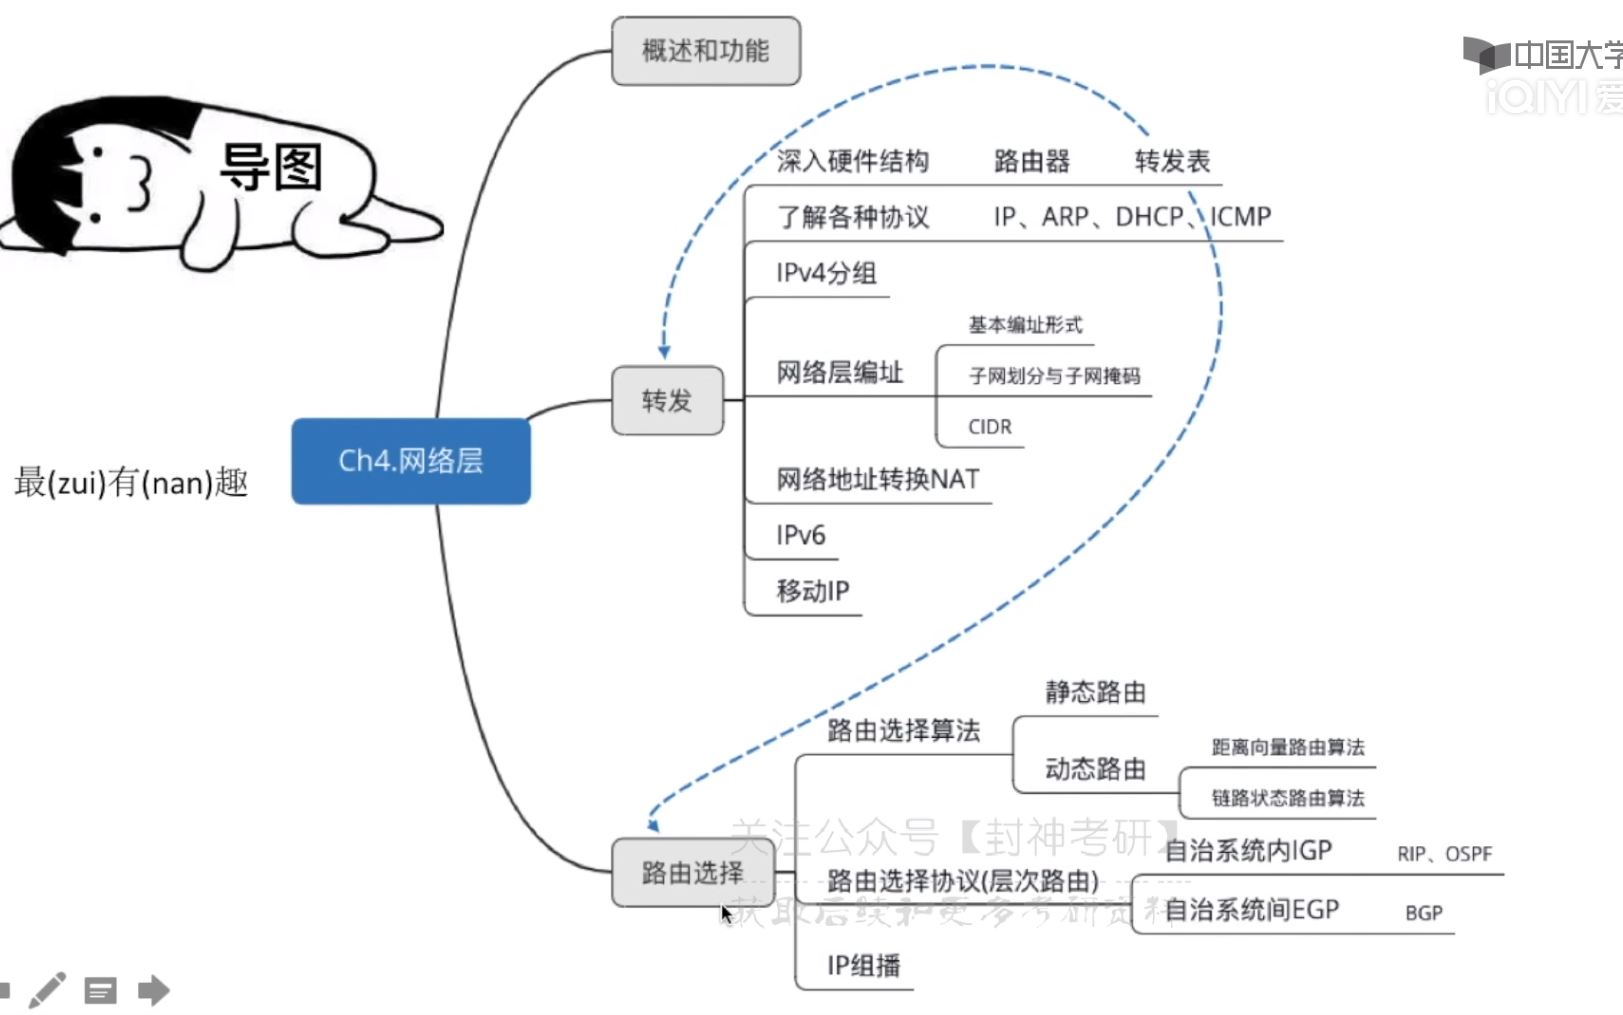 概述和功能
中国大学
iQIYI 爱
导图
深入硬件结构 路由器 转发表
了解各种协议 IP、ARP、DHCP、ICMP
IPv4分组
基本编址形式
网络层编址
子网划分与子网掩码
CIDR
转发
Ch4.网络层
最(zui)有(nan)趣
网络地址转换NAT
IPv6
移动IP
静态路由
路由选择算法
动态路由
距离向量路由算法
链路状态路由算法
关注公众号【封神考研】
自治系统内IGP RIP、OSPF
路由选择
路由选择协议(层次路由)
获取后续和更多考研资料
自治系统间EGP BGP
IP组播